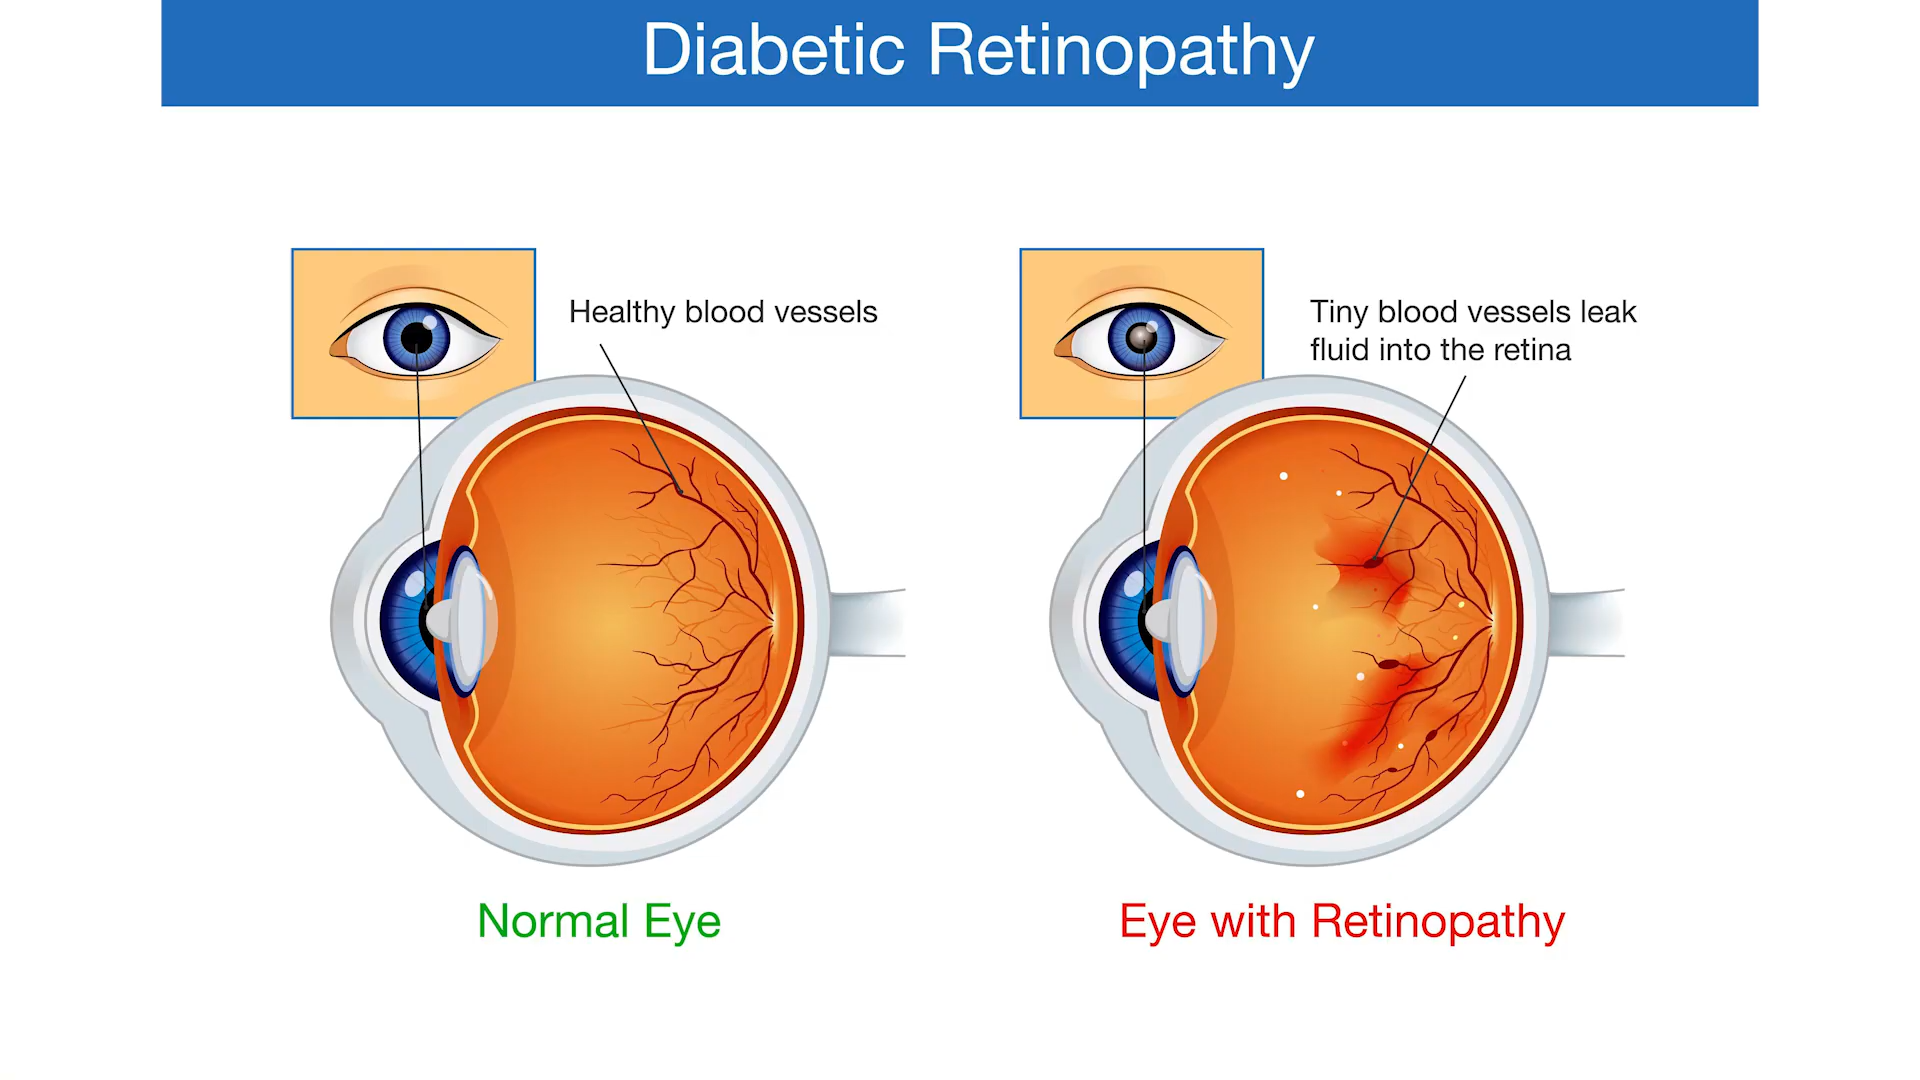 Diabetic Retinopathy
Healthy blood vessels
Tiny blood vessels leak
fluid into the retina
Normal Eye
Eye with Retinopathy